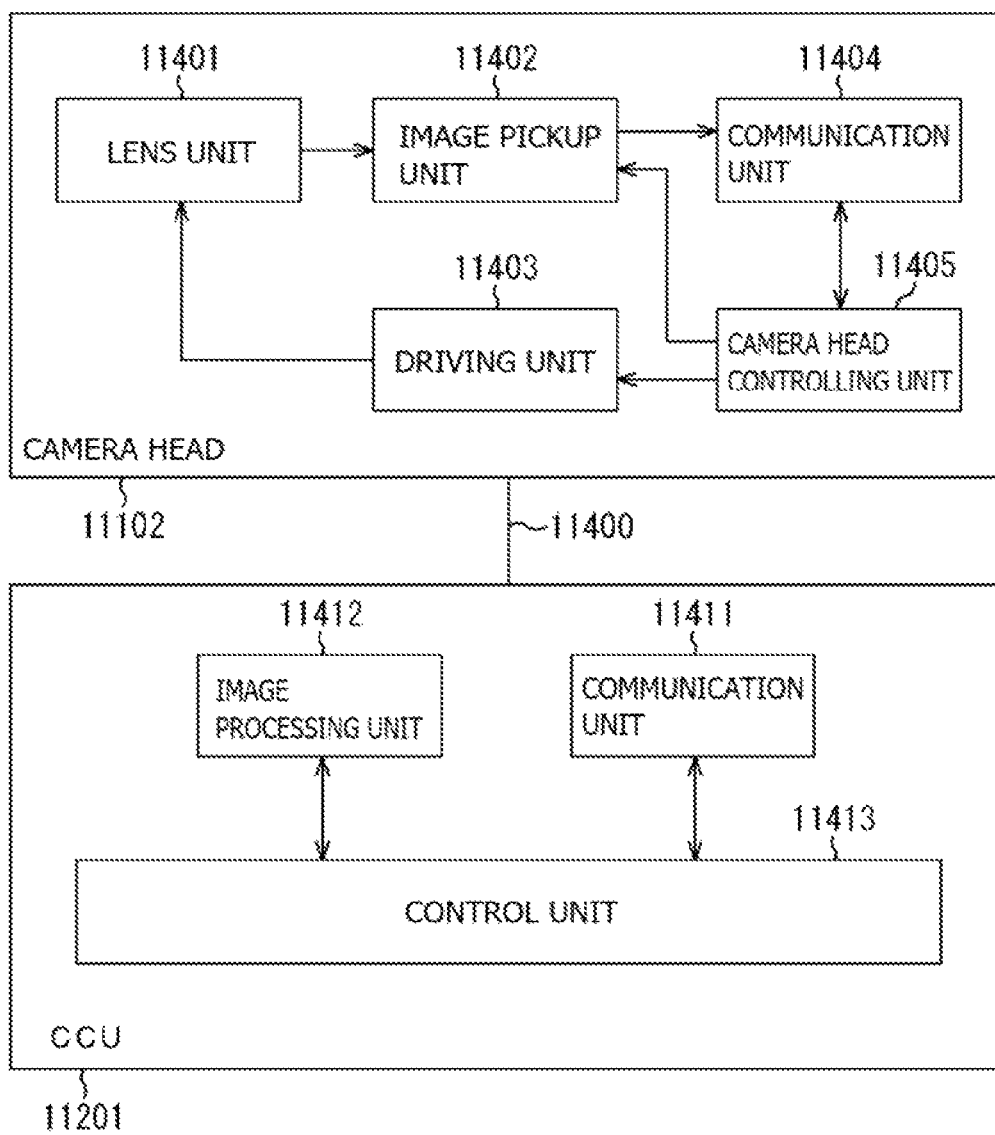 11401
11402
11404
LENS UNIT
IMAGE PICKUP
UNIT
COMMUNICATION
UNIT
11403
11405
DRIVING UNIT
CAMERA HEAD
CONTROLLING UNIT
CAMERA HEAD
11102
11400
11412
11411
IMAGE
PROCESSING UNIT
COMMUNICATION
UNIT
11413
CONTROL UNIT
CCU
11201